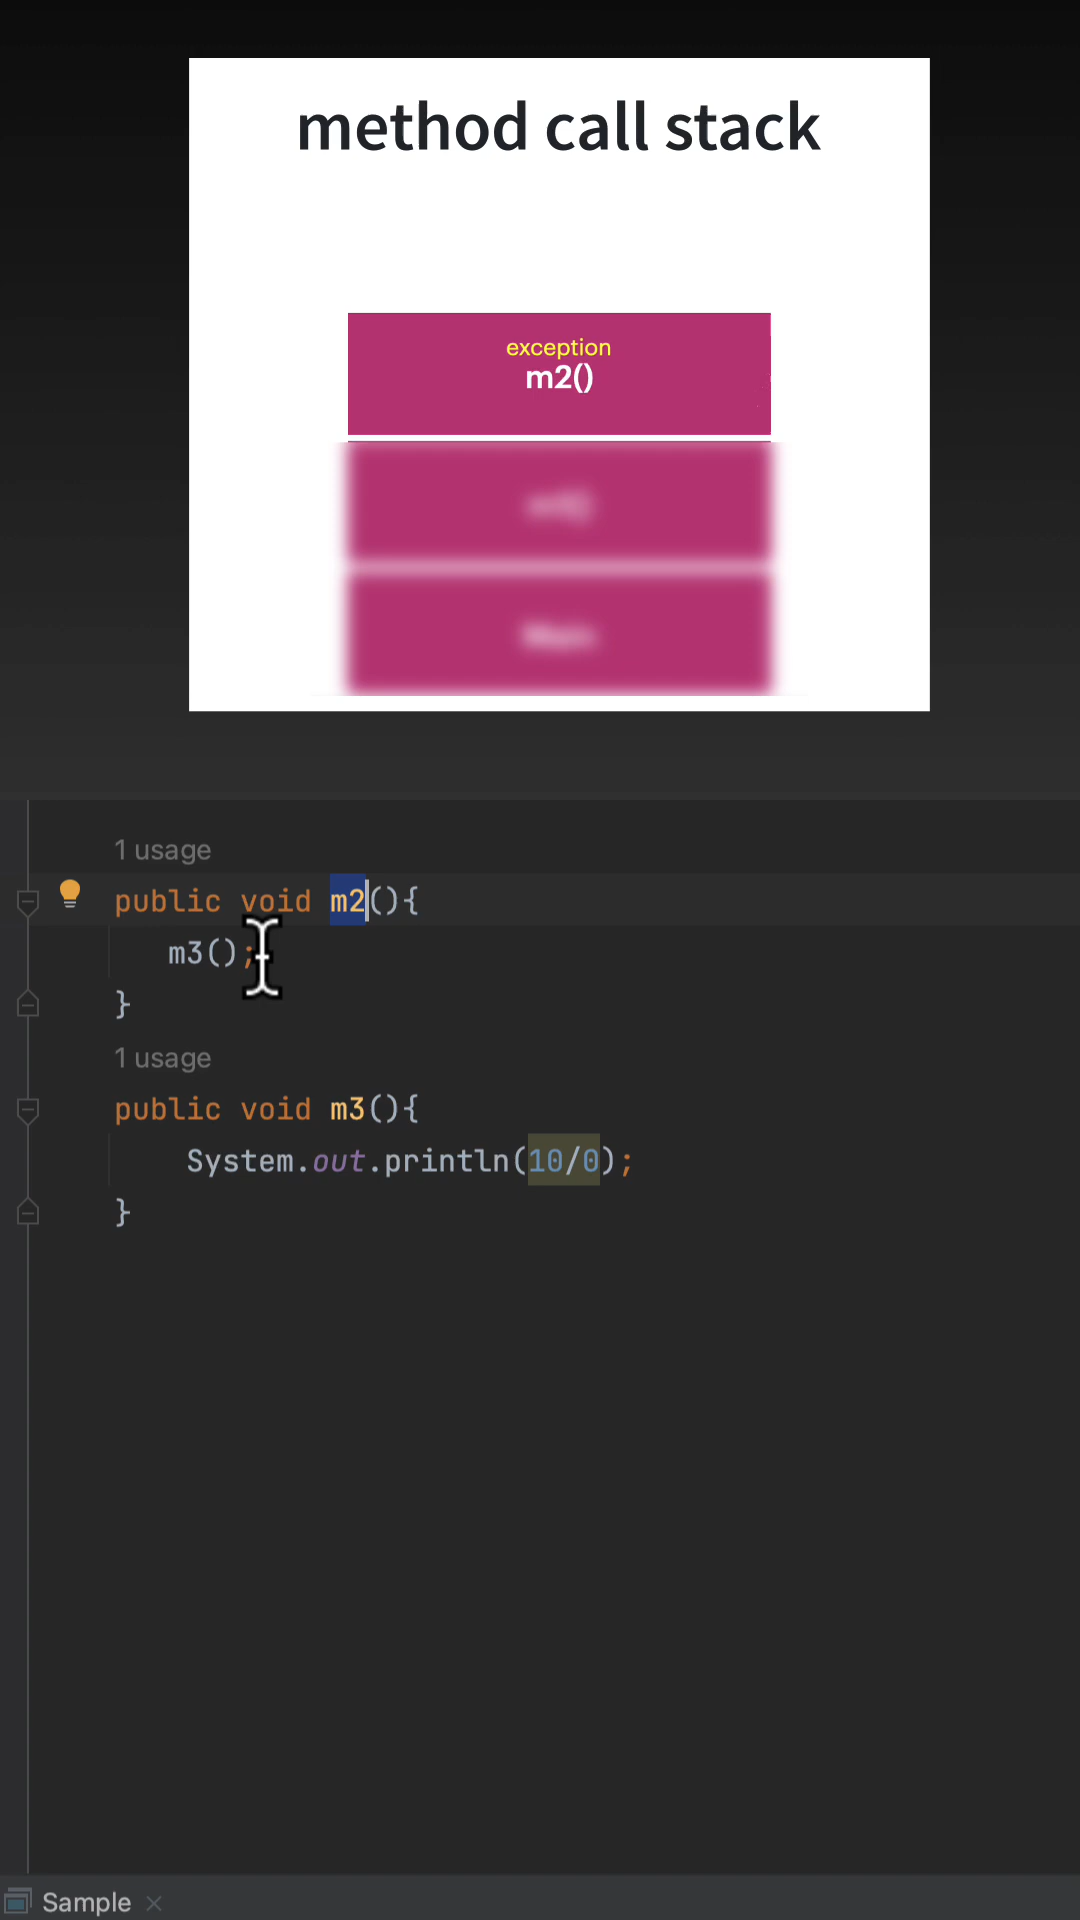 method call stack
exception
m2()
Main
1 usage
public void m2(){
m3();
}
1 usage
public void m3(){
System.out.println(10/0);
}
Sample